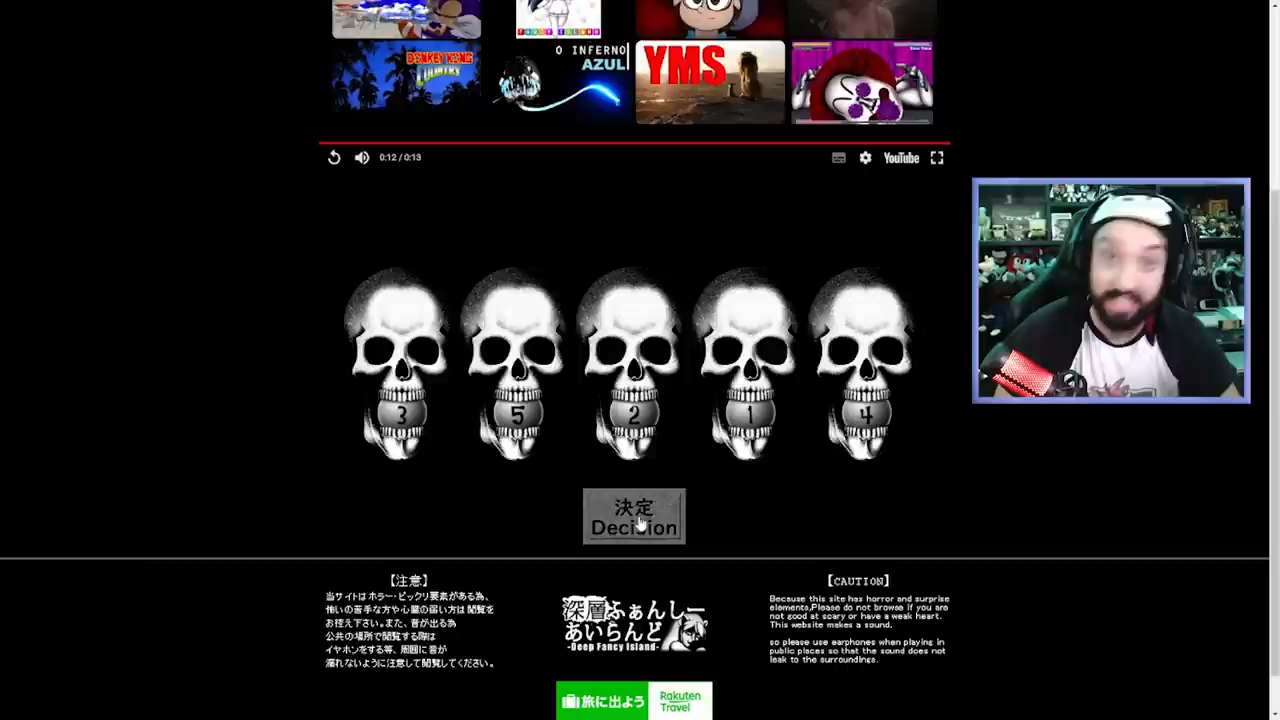 DONKEY KONG
COUNTRY
O INFERNO
AZUL
YMS
0:12 / 0:13
YouTube
3
5
2
1
4
決定
Decision
【注意】
当サイトはホラー・ビックリ要素がある為、
怖いの苦手な方や心臓の弱い方は閲覧を
お控え下さい。また、音が出る為
公共の場所で閲覧する際は
イヤホンをする等、周囲に音が
漏れないように注意して閲覧してください。
深層ふぁんしー
あいらんど
-Deep Fancy Island-
【CAUTION】
Because this site has horror and surprise
elements,Please do not browse if you are
not good at scary or have a weak heart.
This website makes a sound,
so please use earphones when playing in
public places so that the sound does not
leak to the surroundings.
旅に出よう
Rakuten
Travel